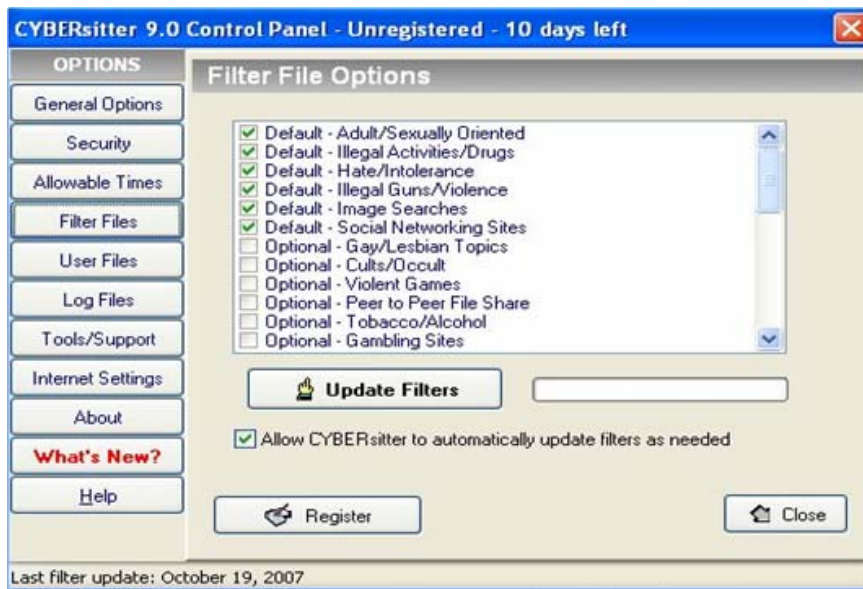 CYBERsitter 9.0 Control Panel - Unregistered - 10 days left
OPTIONS
General Options
Security
Allowable Times
Filter Files
User Files
Log Files
Tools/Support
Internet Settings
About
What's New?
Help
Filter File Options
Default - Adult/Sexually Oriented
Default - Illegal Activities/Drugs
Default - Hate/Intolerance
Default - Illegal Guns/Violence
Default - Image Searches
Default - Social Networking Sites
Optional - Gay/Lesbian Topics
Optional - Cults/Occult
Optional - Violent Games
Optional - Peer to Peer File Share
Optional - Tobacco/Alcohol
Optional - Gambling Sites
Update Filters
Allow CYBERsitter to automatically update filters as needed
Register
Close
Last filter update: October 19, 2007